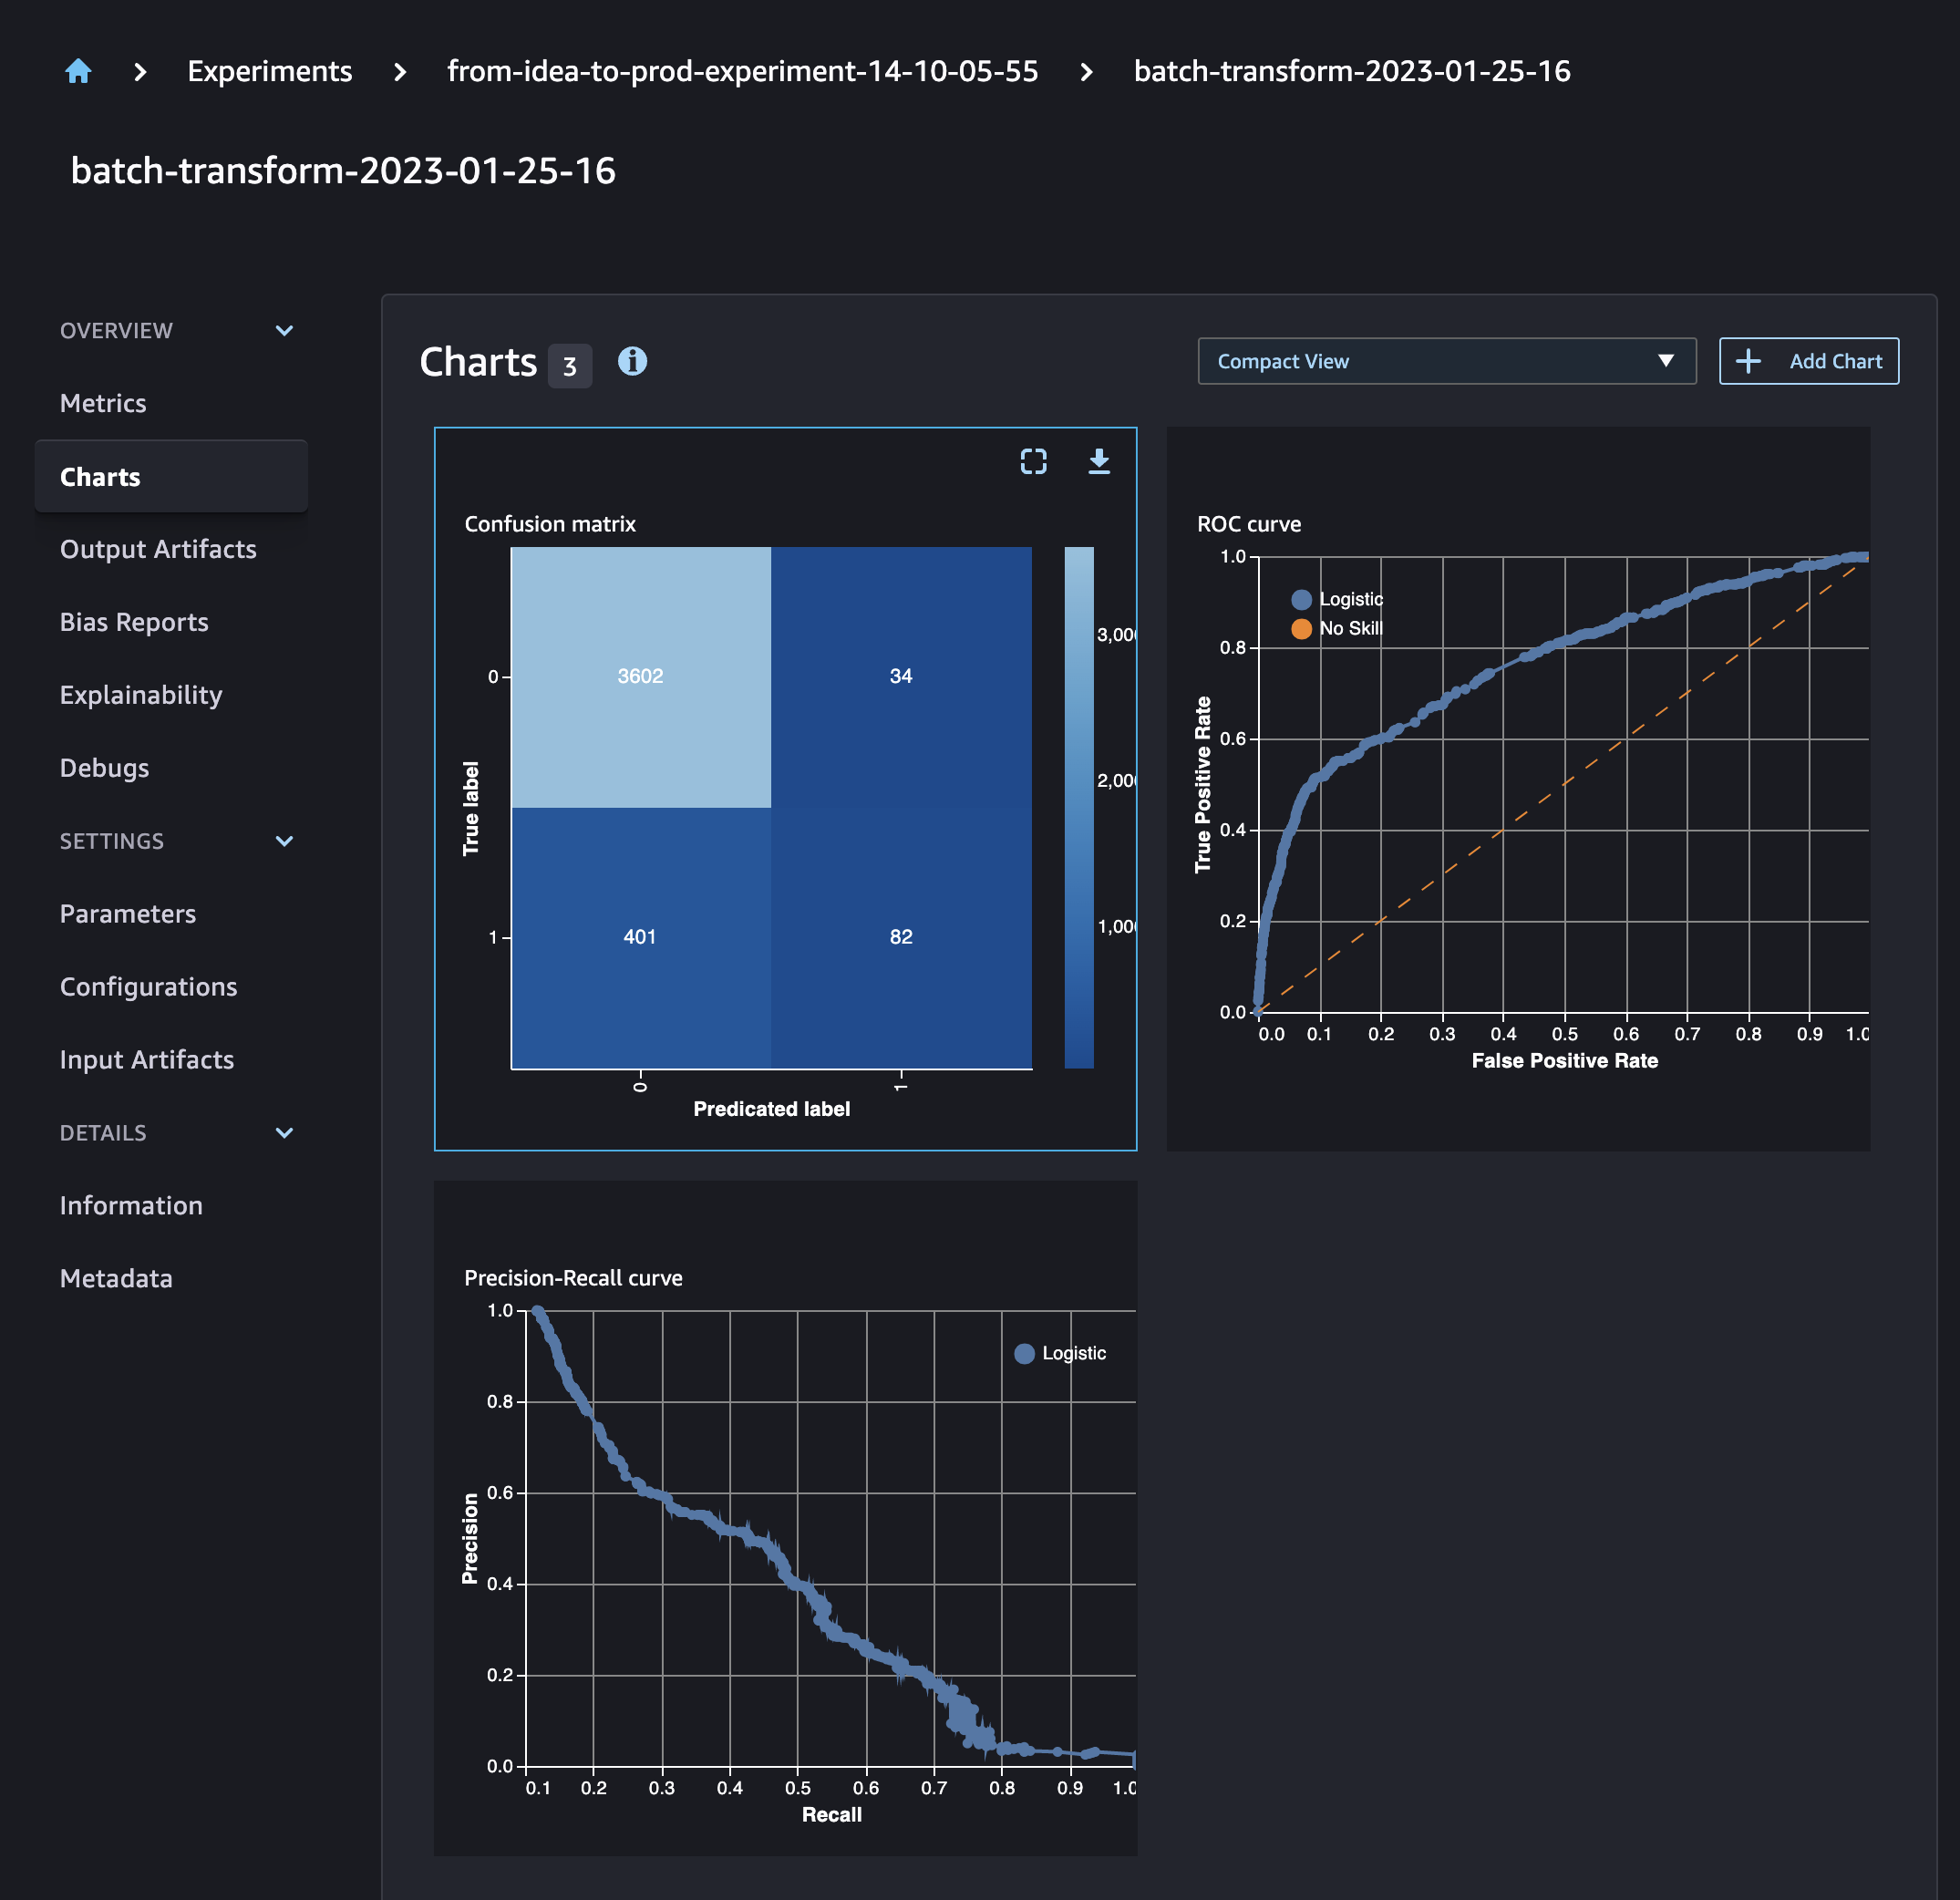 Experiments
from-idea-to-prod-experiment-14-10-05-55
batch-transform-2023-01-25-16
batch-transform-2023-01-25-16
OVERVIEW
Metrics
Charts
Output Artifacts
Bias Reports
Explainability
Debugs
SETTINGS
Parameters
Configurations
Input Artifacts
DETAILS
Information
Metadata
Charts 3
Compact View
Add Chart
Confusion matrix
True label
0
1
3602
34
401
82
0
1
Predicated label
3,00
2,00
1,00
ROC curve
Logistic
No Skill
True Positive Rate
1.0
0.8
0.6
0.4
0.2
0.0
0.0 0.1 0.2 0.3 0.4 0.5 0.6 0.7 0.8 0.9 1.0
False Positive Rate
Precision-Recall curve
Logistic
Precision
1.0
0.8
0.6
0.4
0.2
0.0
0.1 0.2 0.3 0.4 0.5 0.6 0.7 0.8 0.9 1.0
Recall